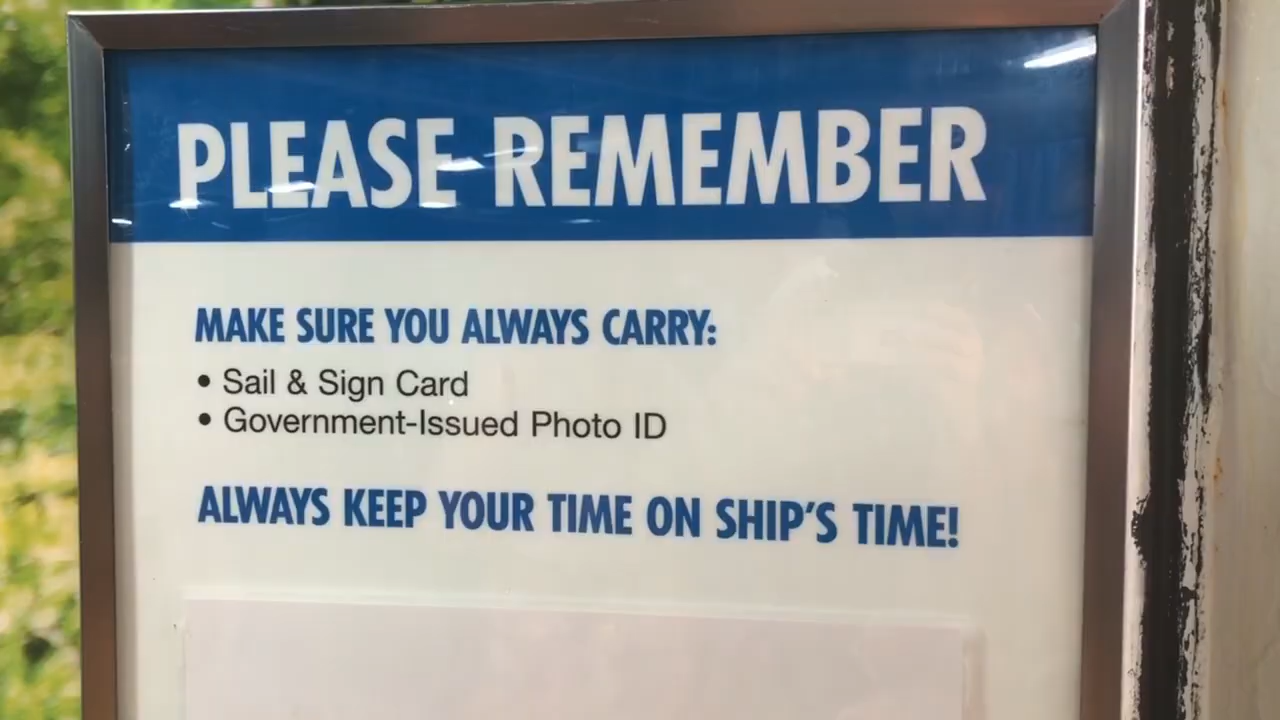 PLEASE REMEMBER
MAKE SURE YOU ALWAYS CARRY:
• Sail & Sign Card
• Government-Issued Photo ID
ALWAYS KEEP YOUR TIME ON SHIP'S TIME!